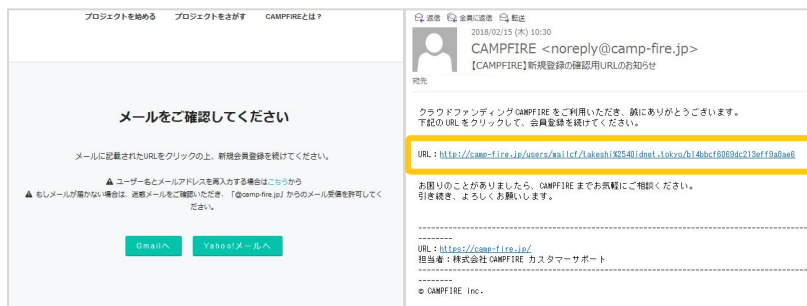 プロジェクトを始める プロジェクトをさがす CAMPFIREとは？
メールをご確認してください
メールに記載されたURLをクリックの上、新規会員登録を続けてください。
▲ ユーザー名とメールアドレスを再入力する場合はこちらから
▲ もしメールが届かない場合は、迷惑メールをご確認いただき、「@camp-fire.jp」からのメール受信を許可してく
ださい。
Gmailへ Yahoo!メールへ
返信 全員に返信 転送
2018/02/15 (木) 10:30
CAMPFIRE <noreply@camp-fire.jp>
【CAMPFIRE】新規登録の確認用URLのお知らせ
宛先
クラウドファンディングCAMPFIREをご利用いただき、誠にありがとうございます。
下記のURLをクリックして、会員登録を続けてください。
URL：http://camp-fire.jp/users/mailcf/takeshi%2540idnet.tokyo/b14bbcf6069dc213eff9a8ae6
お困りのことがありましたら、CAMPFIREまでお気軽にご相談ください。
引き続き、よろしくお願いします。
--------
URL：https://camp-fire.jp/
担当者：株式会社CAMPFIRE カスタマーサポート
--------
© CAMPFIRE inc.